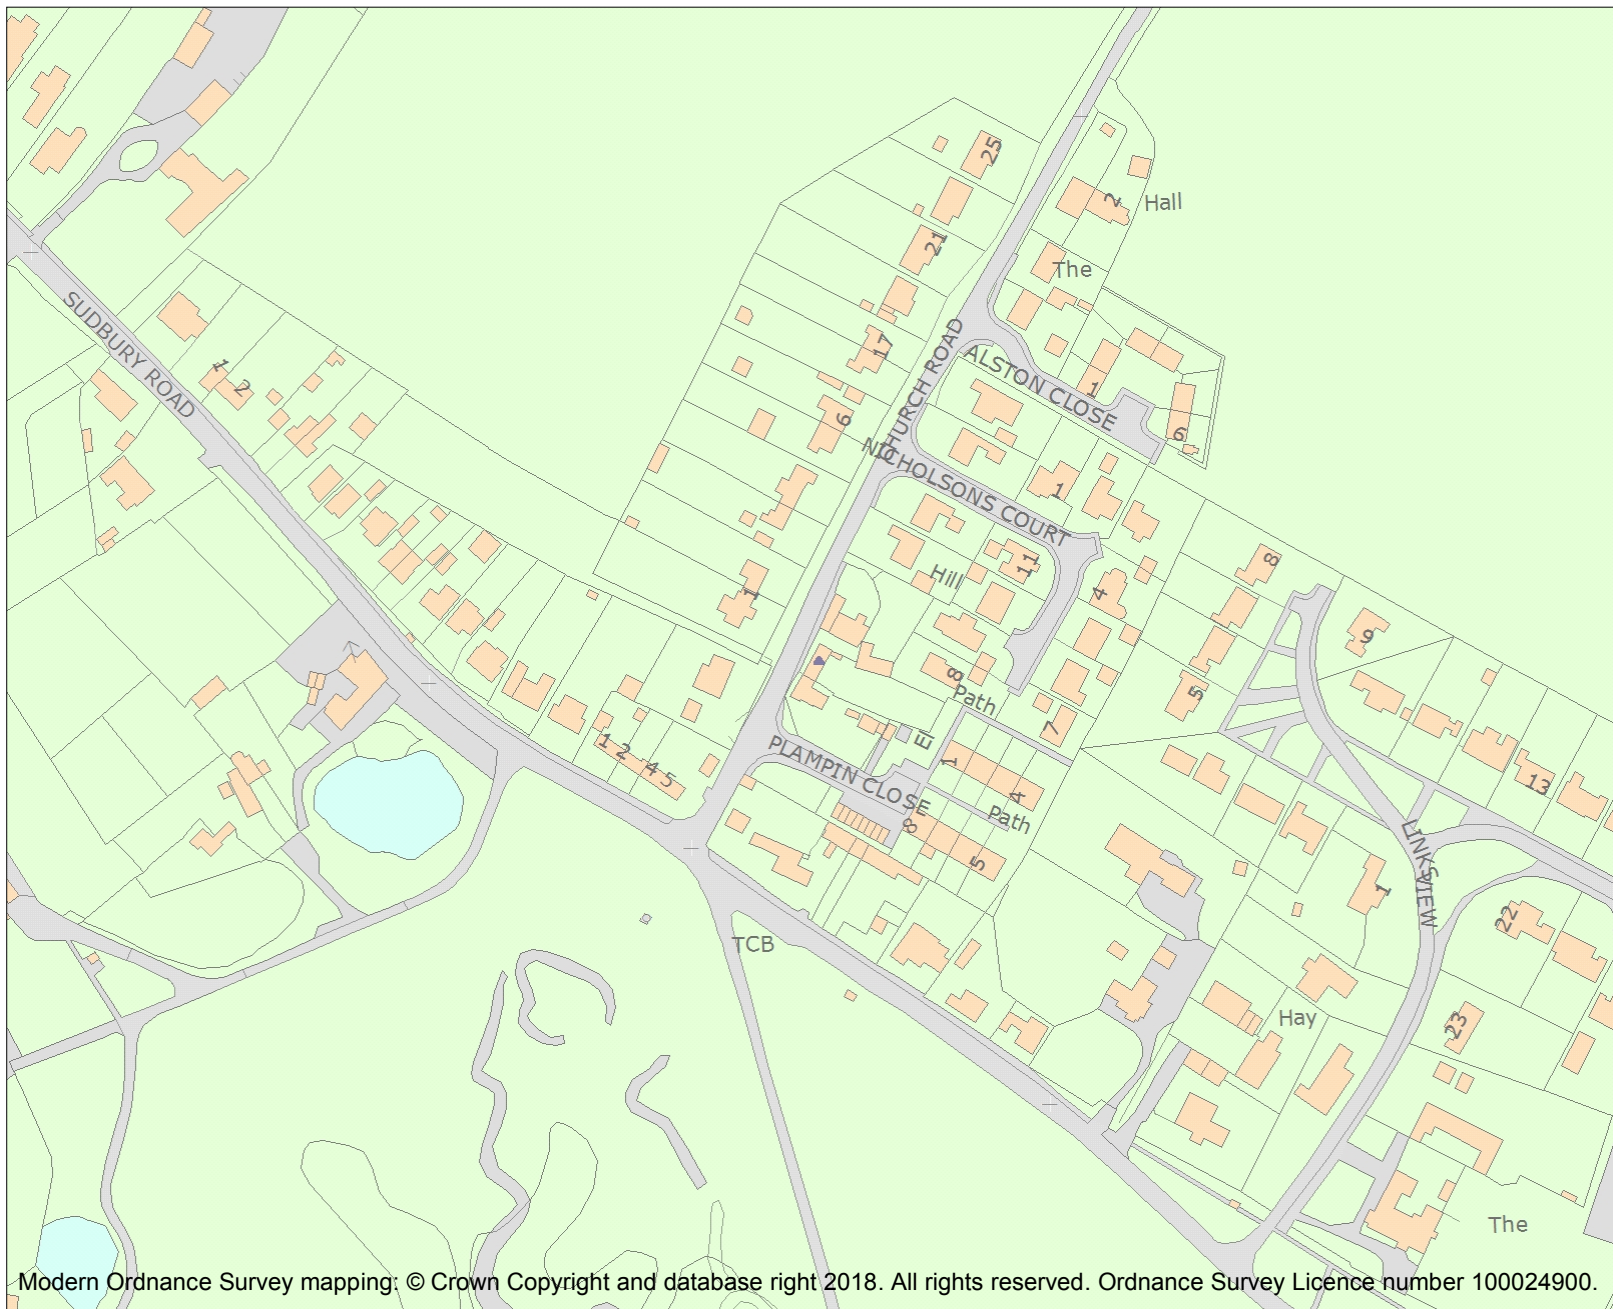 25
2
Hall
21
The
SUDBURY ROAD
17
CHURCH ROAD
ALSTON CLOSE
1
2
1
6
6
NICHOLSONS COURT
1
8
11
Hill
4
1
9
8
Path
5
7
PLAMPIN CLOSE
El
1
1 2 4 5
4
Path
8
5
13
LINKSVIEW
1
22
TCB
Hay
23
The
Modern Ordnance Survey mapping: © Crown Copyright and database right 2018. All rights reserved. Ordnance Survey Licence number 100024900.